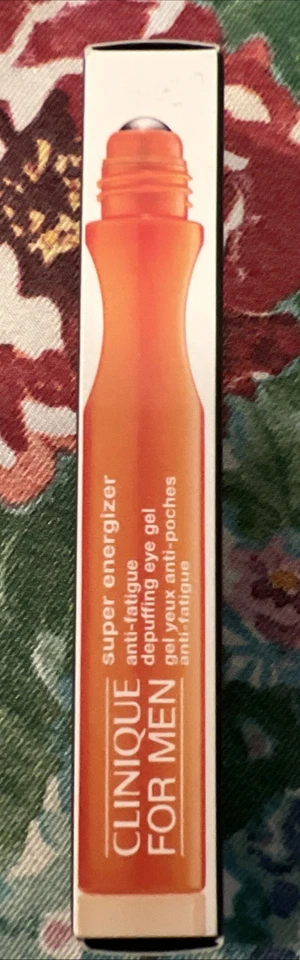 CLINIQUE
FOR MEN
super energizer
anti-fatigue
depuffing eye gel
gel yeux anti-poches
anti-fatigue